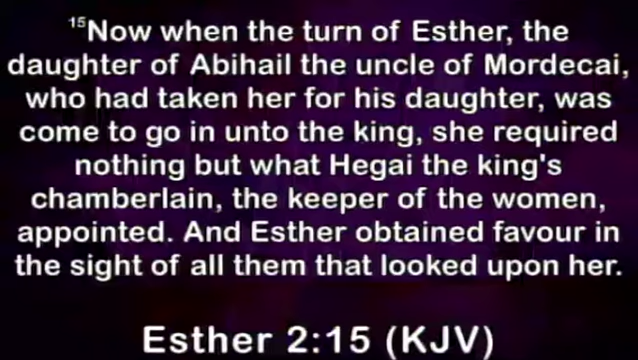 ¹⁵Now when the turn of Esther, the
daughter of Abihail the uncle of Mordecai,
who had taken her for his daughter, was
come to go in unto the king, she required
nothing but what Hegai the king's
chamberlain, the keeper of the women,
appointed. And Esther obtained favour in
the sight of all them that looked upon her.
Esther 2:15 (KJV)